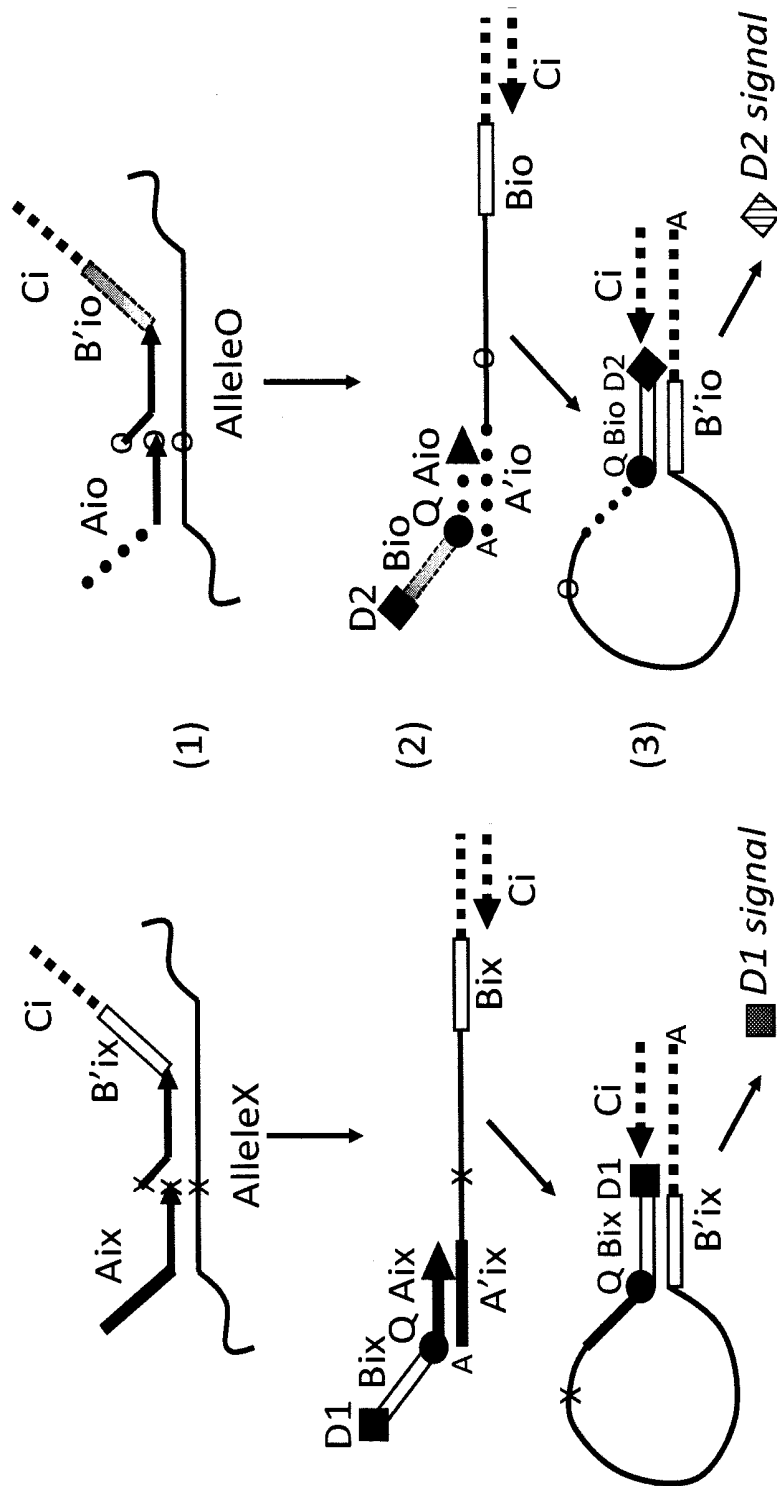 Ci
B'ix
Aix
X X X
AlleleX
(1)
Ci
B'io
Aio
O O O
AlleleO
D1
Bix
Q Aix
A
A'ix
X
Bix
Ci
(2)
D2
Bio
Q Aio
A
A'io
O
Bio
Ci
X
Q Bix D1
Ci
B'ix
A
D1 signal
(3)
O
Q Bio D2
Ci
B'io
A
D2 signal